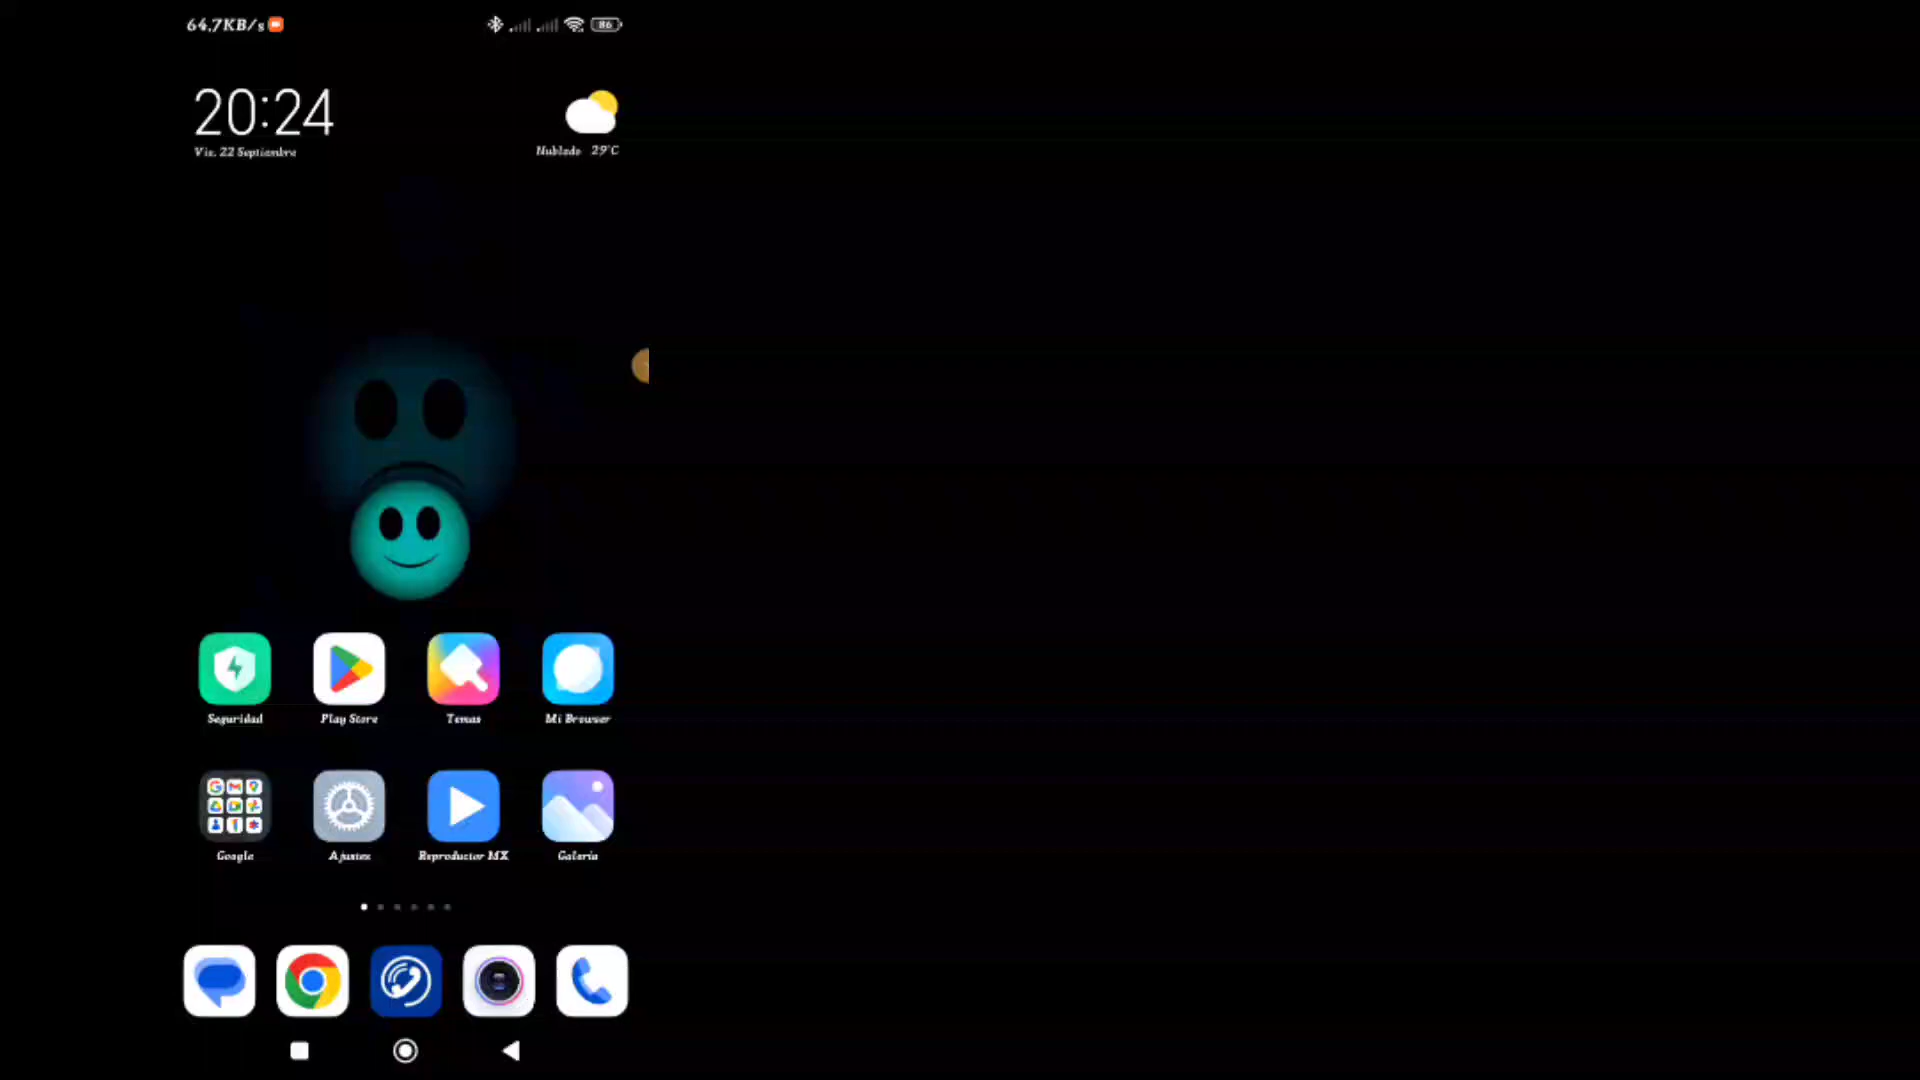 64,7KB/s
86
20:24
Vie. 22 Septiembre
Nublado 29°C
Seguridad
Play Store
Temas
Mi Browser
Google
Ajustes
Reproductor MX
Galería